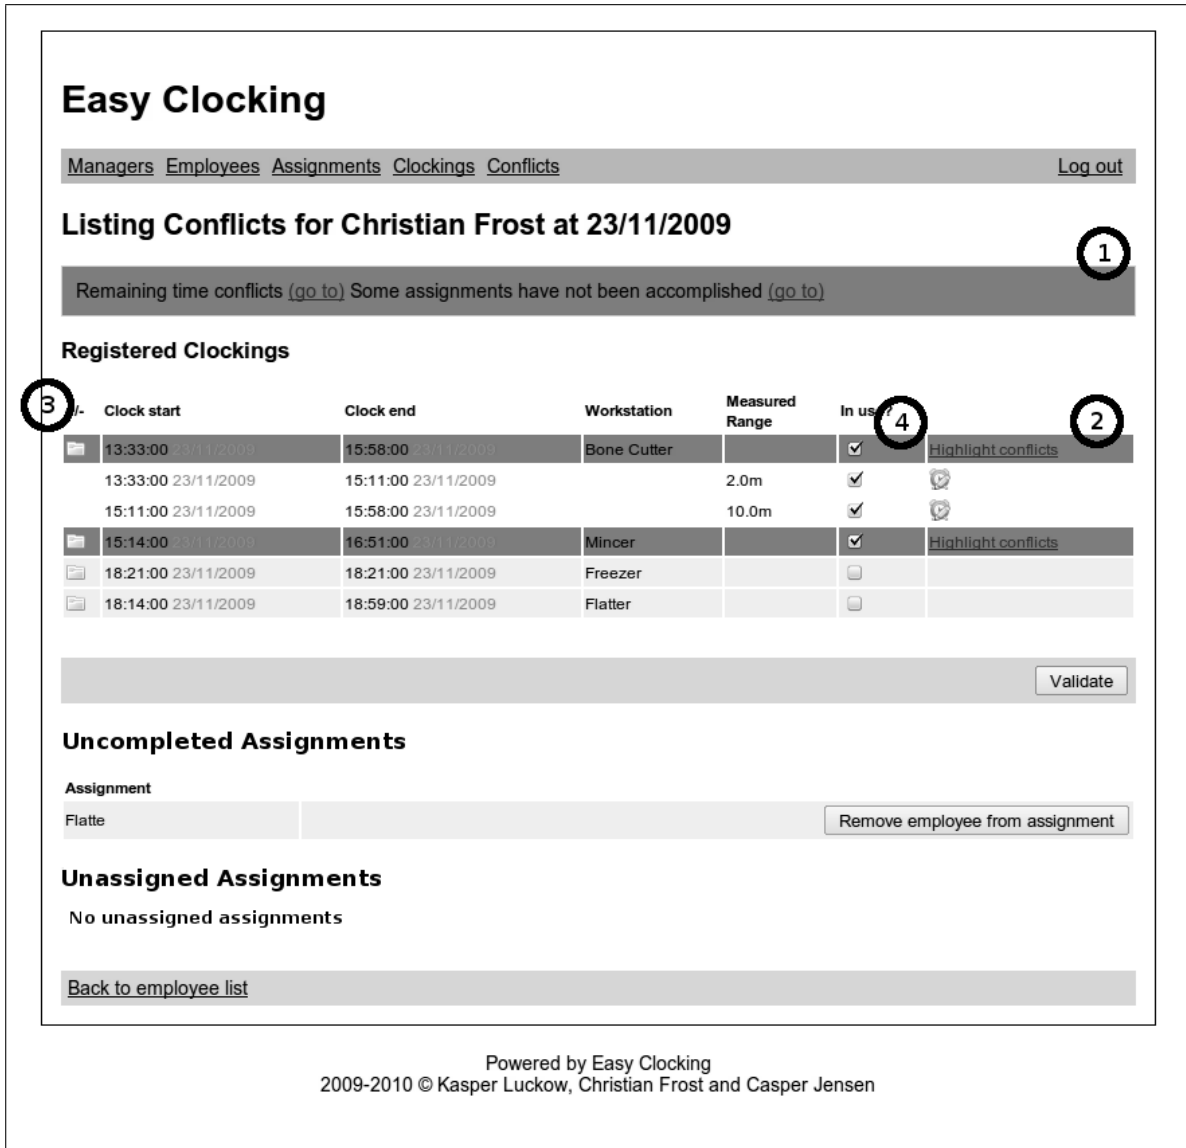 Easy Clocking
Managers Employees Assignments Clockings Conflicts Log out
Listing Conflicts for Christian Frost at 23/11/2009
1
Remaining time conflicts (go to) Some assignments have not been accomplished (go to)
Registered Clockings
3 /- Clock start Clock end Workstation Measured Range In use? 4 2
13:33:00 23/11/2009 15:58:00 23/11/2009 Bone Cutter Highlight conflicts
13:33:00 23/11/2009 15:11:00 23/11/2009 2.0m
15:11:00 23/11/2009 15:58:00 23/11/2009 10.0m
15:14:00 23/11/2009 16:51:00 23/11/2009 Mincer Highlight conflicts
18:21:00 23/11/2009 18:21:00 23/11/2009 Freezer
18:14:00 23/11/2009 18:59:00 23/11/2009 Flatter
Validate
Uncompleted Assignments
Assignment
Flatte Remove employee from assignment
Unassigned Assignments
No unassigned assignments
Back to employee list
Powered by Easy Clocking
2009-2010 © Kasper Luckow, Christian Frost and Casper Jensen